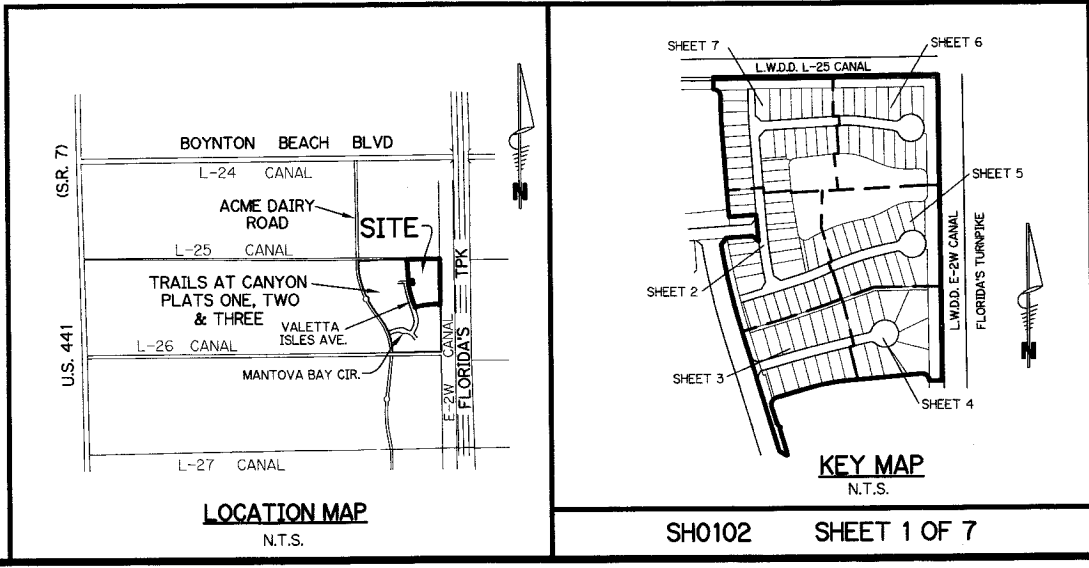 BOYNTON BEACH BLVD
L-24 CANAL
(S.R. 7)
ACME DAIRY
ROAD
SITE
L-25 CANAL
TPK
TRAILS AT CANYON
PLATS ONE, TWO
& THREE
VALETTA
ISLES AVE.
L-26 CANAL
MANTOVA BAY CIR.
U.S. 441
E-2W CANAL
FLORIDA'S
L-27 CANAL
N
LOCATION MAP
N.T.S.
SHEET 7
SHEET 6
L.W.D.D. L-25 CANAL
SHEET 5
SHEET 2
L.W.D.D. E-2W CANAL
FLORIDA'S TURNPIKE
SHEET 3
SHEET 4
N
KEY MAP
N.T.S.
SH0102 SHEET 1 OF 7